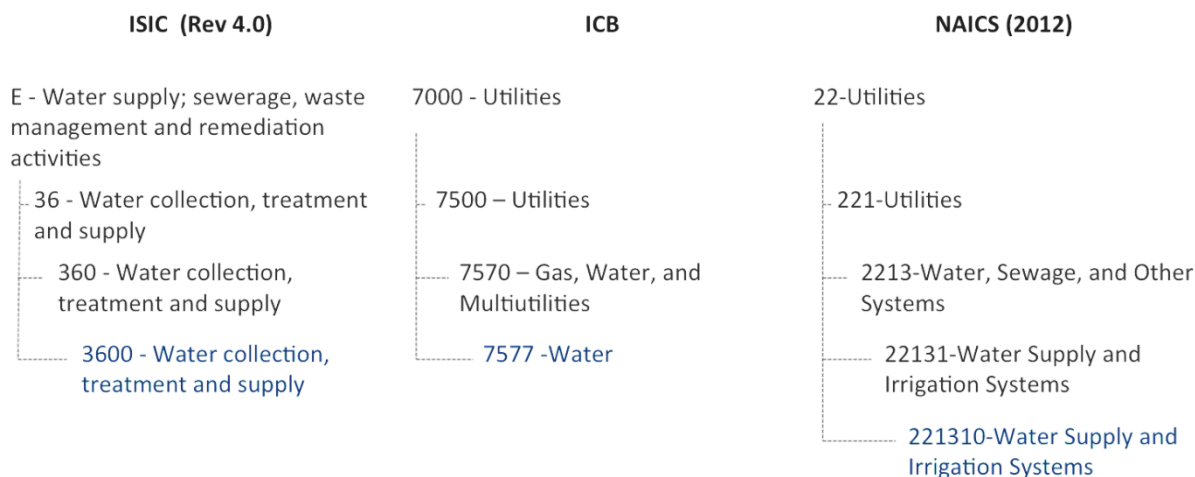 ISIC (Rev 4.0)
E - Water supply; sewerage, waste
management and remediation
activities
36 - Water collection, treatment
and supply
360 - Water collection,
treatment and supply
3600 - Water collection,
treatment and supply
ICB
7000 - Utilities
7500 – Utilities
7570 – Gas, Water, and
Multiutilities
7577 -Water
NAICS (2012)
22-Utilities
221-Utilities
2213-Water, Sewage, and Other
Systems
22131-Water Supply and
Irrigation Systems
221310-Water Supply and
Irrigation Systems